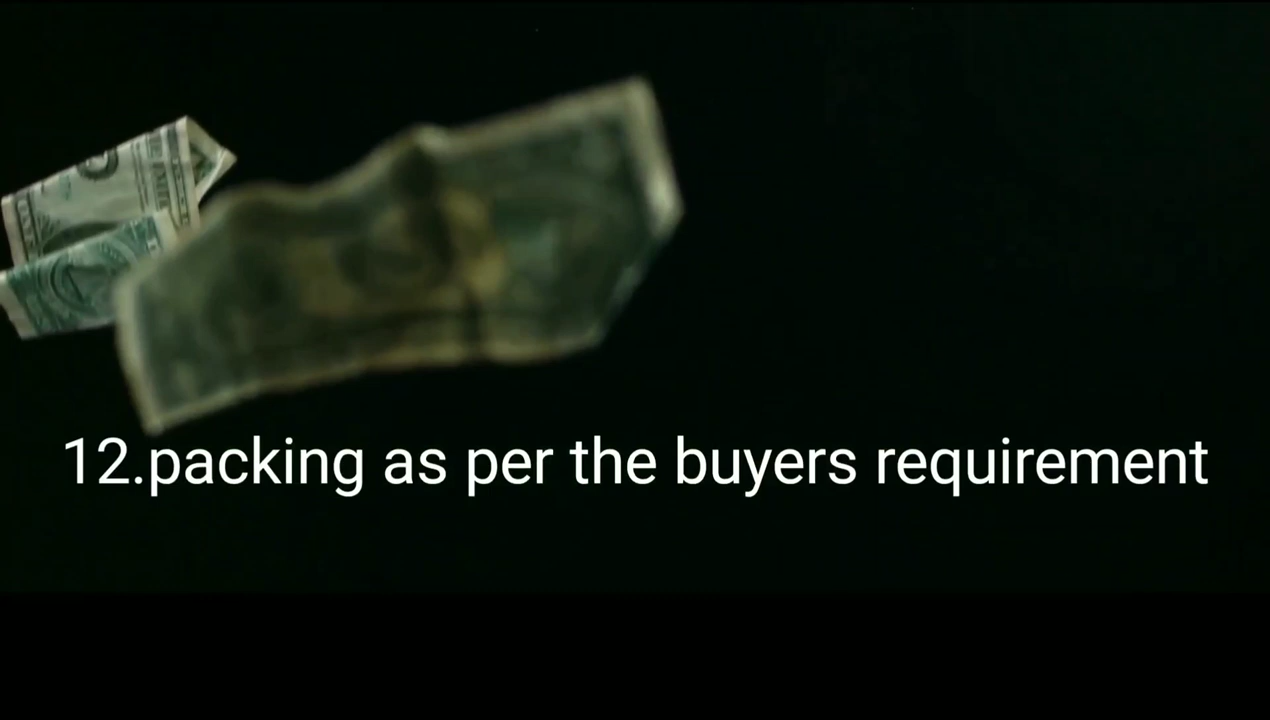 12.packing as per the buyers requirement